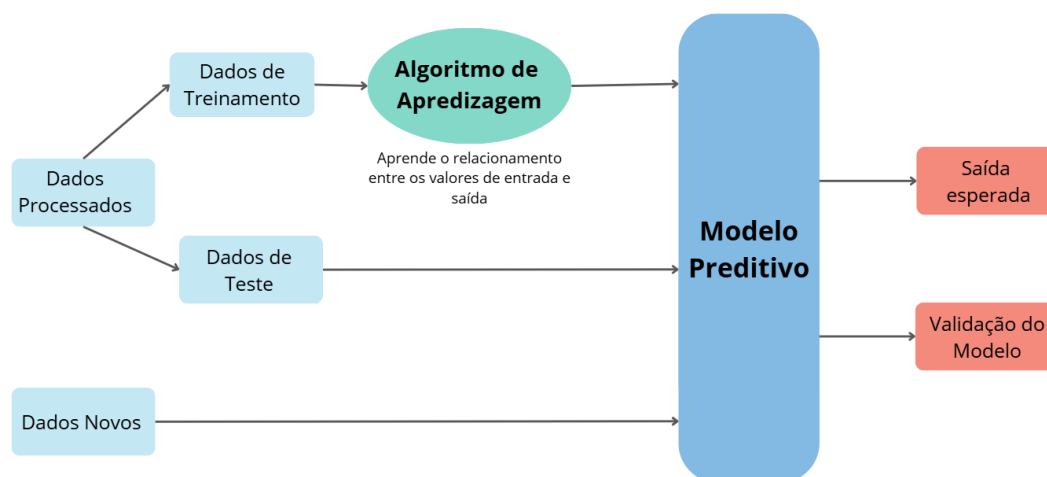 Dados de
Treinamento
Algoritmo de
Apredizagem
Aprende o relacionamento
entre os valores de entrada e
saída
Dados
Processados
Dados de
Teste
Modelo
Preditivo
Saída
esperada
Validação do
Modelo
Dados Novos